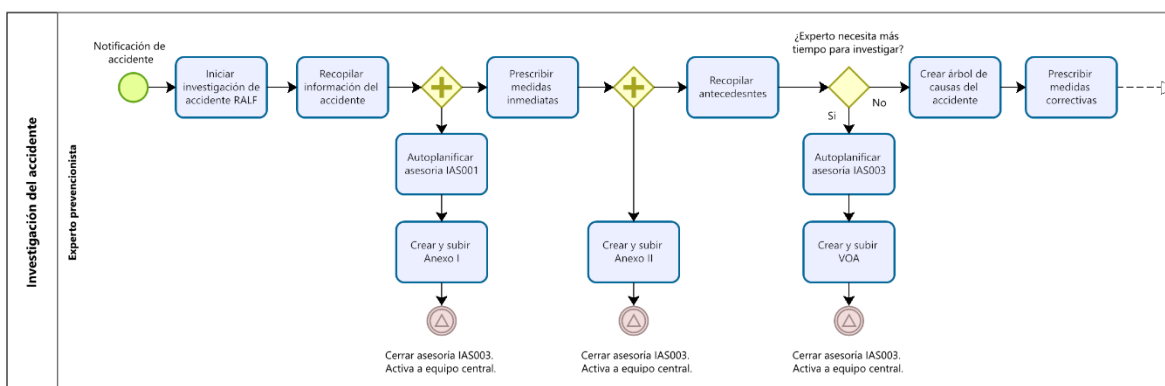 Investigación del accidente
Experto prevencionista
Notificación de
accidente
Iniciar
investigación de
accidente RALF
Recopilar
información del
accidente
Prescribir
medidas
inmediatas
Recopilar
antecedesntes
¿Experto necesita más
tiempo para investigar?
No
Si
Crear árbol de
causas del
accidente
Prescribir
medidas
correctivas
Autoplanificar
asesoria IAS001
Autoplanificar
asesoria IAS003
Crear y subir
Anexo I
Crear y subir
Anexo II
Crear y subir
VOA
Cerrar asesoría IAS003.
Activa a equipo central.
Cerrar asesoría IAS003.
Activa a equipo central.
Cerrar asesoría IAS003.
Activa a equipo central.